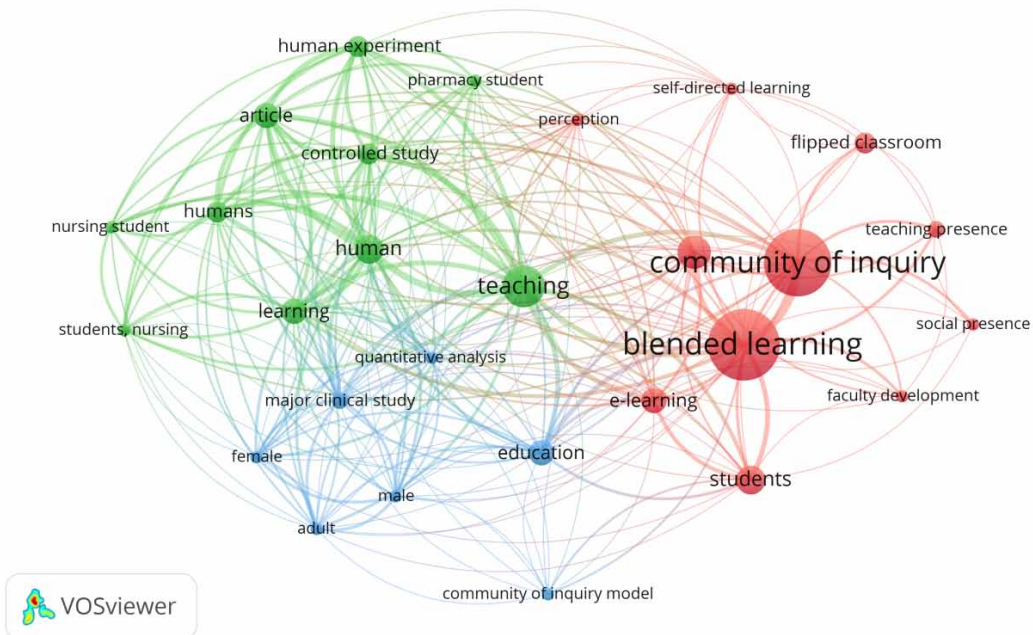 human experiment
pharmacy student
self-directed learning
article
perception
flipped classroom
controlled study
humans
nursing student
teaching presence
human
community of inquiry
teaching
learning
social presence
students, nursing
blended learning
quantitative analysis
major clinical study
e-learning
faculty development
female
education
students
male
adult
community of inquiry model
VOSviewer